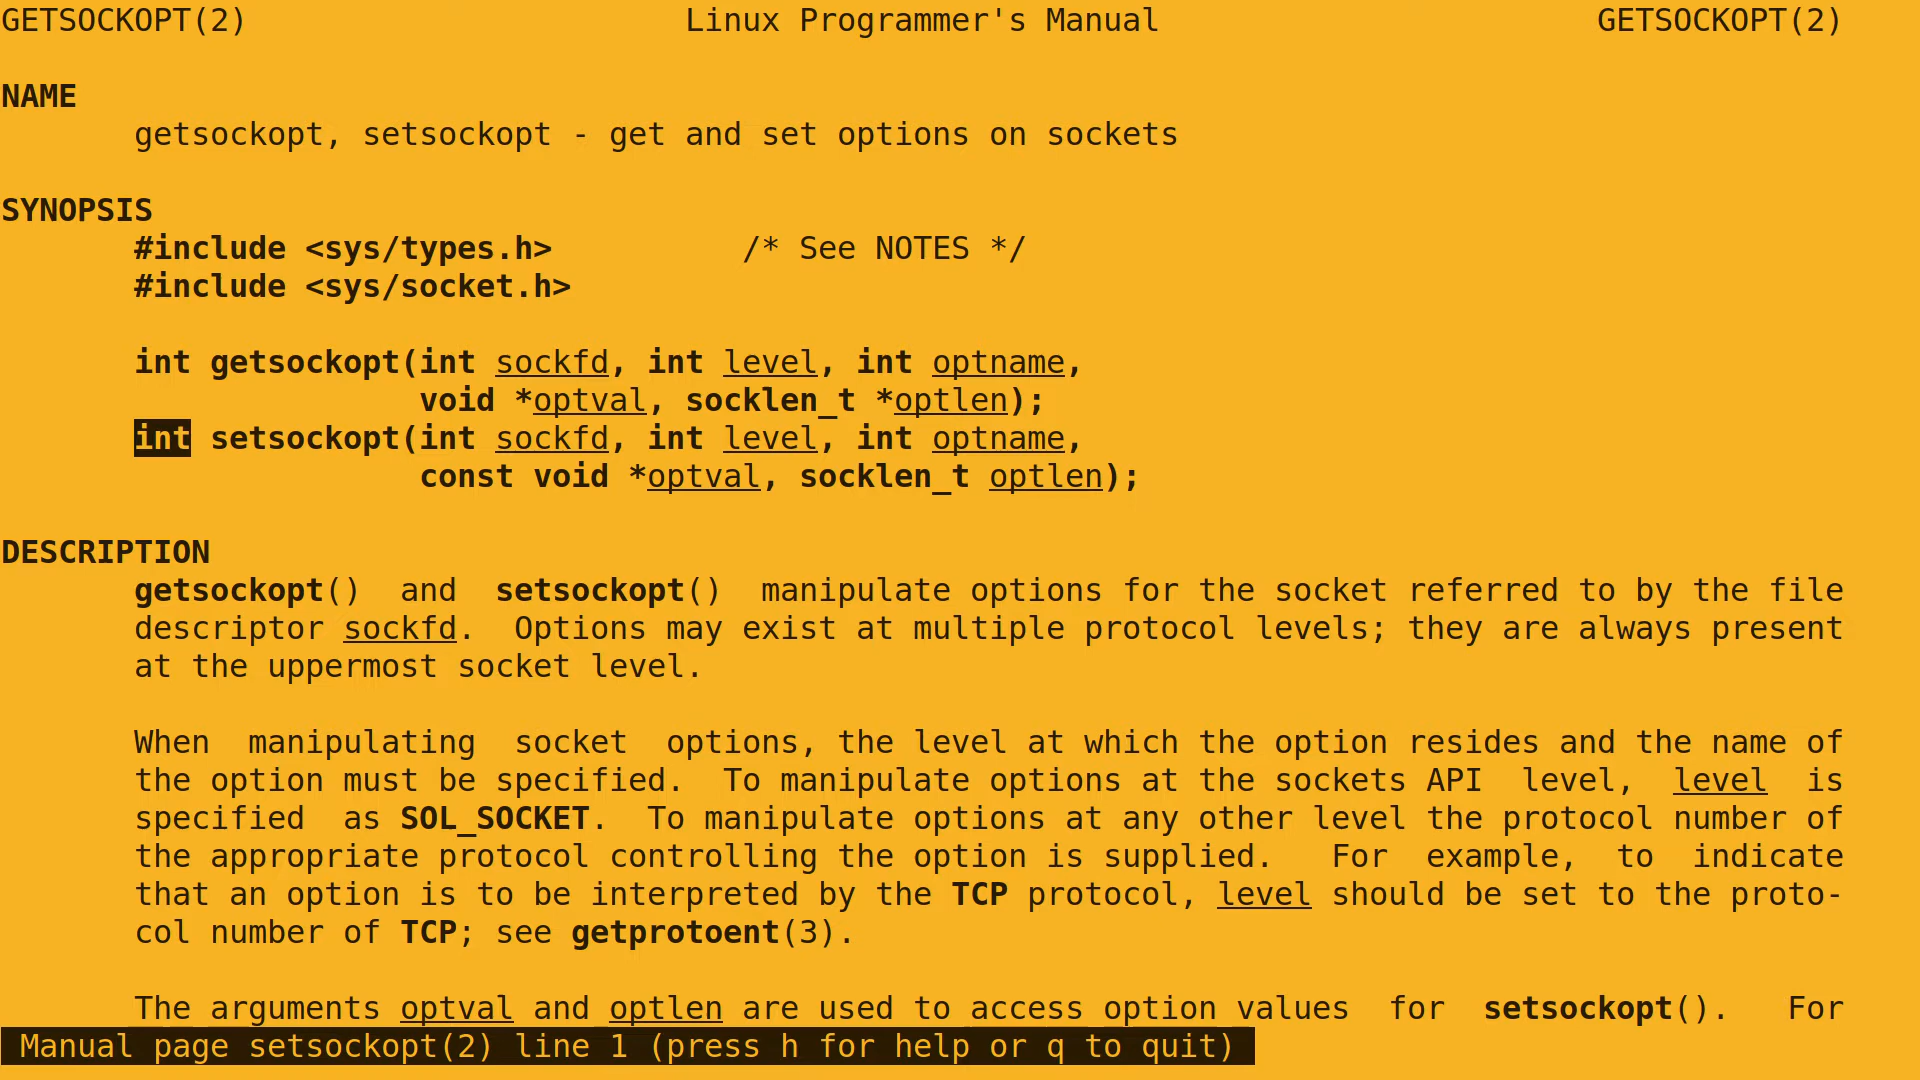 GETSOCKOPT(2)                       Linux Programmer's Manual                       GETSOCKOPT(2)
NAME
       getsockopt, setsockopt - get and set options on sockets
SYNOPSIS
       #include <sys/types.h>          /* See NOTES */
       #include <sys/socket.h>
       int getsockopt(int sockfd, int level, int optname,
                      void *optval, socklen_t *optlen);
       int setsockopt(int sockfd, int level, int optname,
                      const void *optval, socklen_t optlen);
DESCRIPTION
       getsockopt()  and  setsockopt()  manipulate options for the socket referred to by the file
       descriptor sockfd.  Options may exist at multiple protocol levels; they are always present
       at the uppermost socket level.
       When  manipulating  socket  options, the level at which the option resides and the name of
       the option must be specified.  To manipulate options at the sockets API  level,  level  is
       specified  as SOL_SOCKET.  To manipulate options at any other level the protocol number of
       the appropriate protocol controlling the option is supplied.   For  example,  to  indicate
       that an option is to be interpreted by the TCP protocol, level should be set to the proto-
       col number of TCP; see getprotoent(3).
       The arguments optval and optlen are used to access option values  for  setsockopt().   For
 Manual page setsockopt(2) line 1 (press h for help or q to quit)